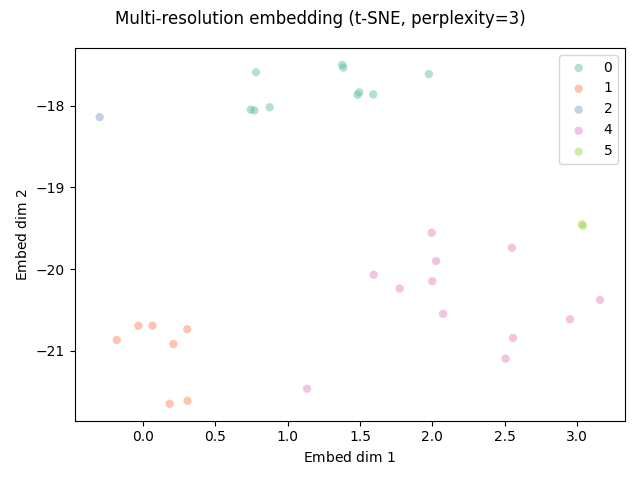 Multi-resolution embedding (t-SNE, perplexity=3)
0
1
2
4
5
−18
−19
−20
−21
Embed dim 2
0.0 0.5 1.0 1.5 2.0 2.5 3.0
Embed dim 1